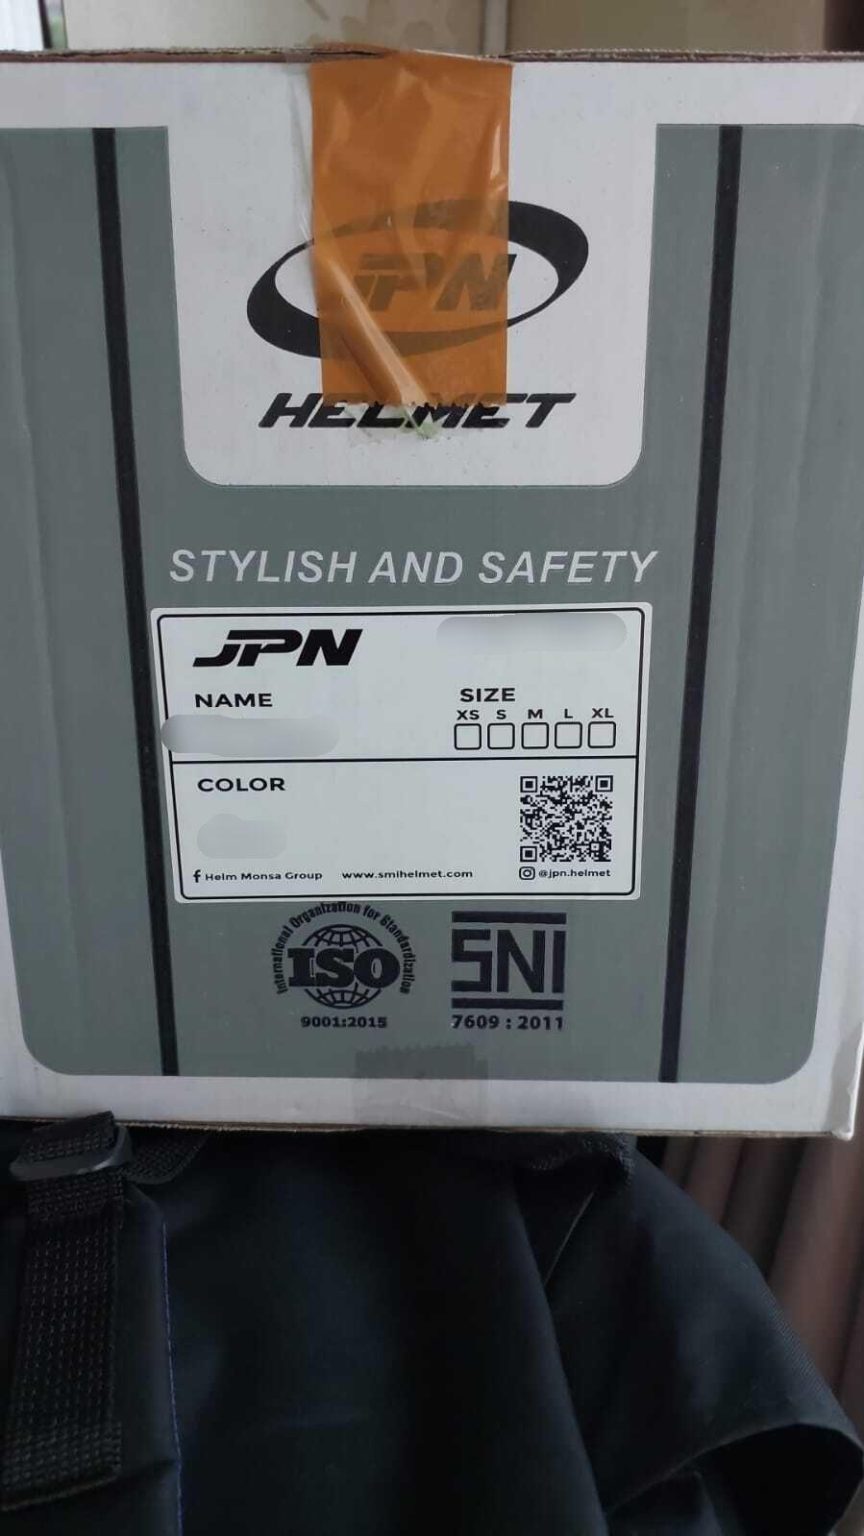 JPN
HELMET
STYLISH AND SAFETY
JPN
NAME
SIZE
XS S M L XL
COLOR
Helm Monsa Group www.smihelmet.com @jpn.helmet
International Organization for Standardization
ISO
9001:2015
SNI
7609 : 2011